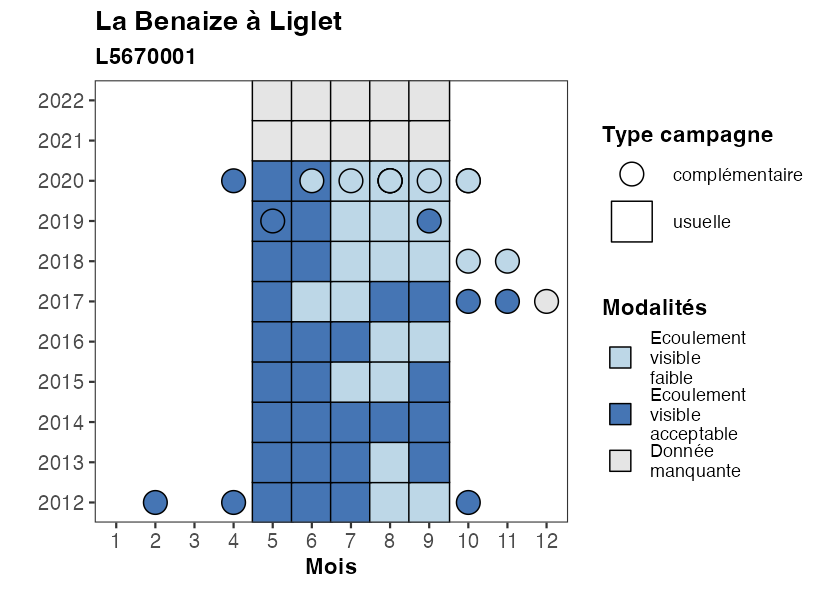 La Benaize à Liglet
L5670001
2022
2021
2020
2019
2018
2017
2016
2015
2014
2013
2012
1 2 3 4 5 6 7 8 9 10 11 12
Mois
Type campagne
complémentaire
usuelle
Modalités
Ecoulement
visible
faible
Ecoulement
visible
acceptable
Donnée
manquante